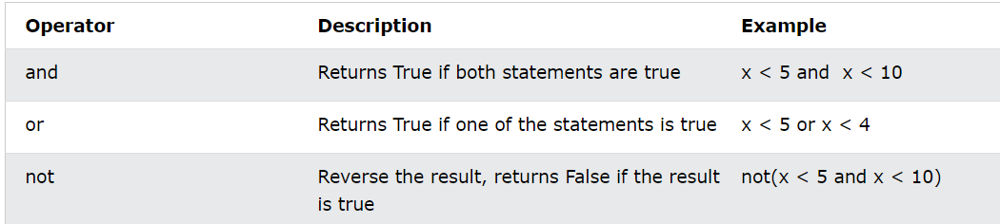 Operator Description Example
and Returns True if both statements are true x < 5 and  x < 10
or Returns True if one of the statements is true x < 5 or x < 4
not Reverse the result, returns False if the result not(x < 5 and x < 10)
is true